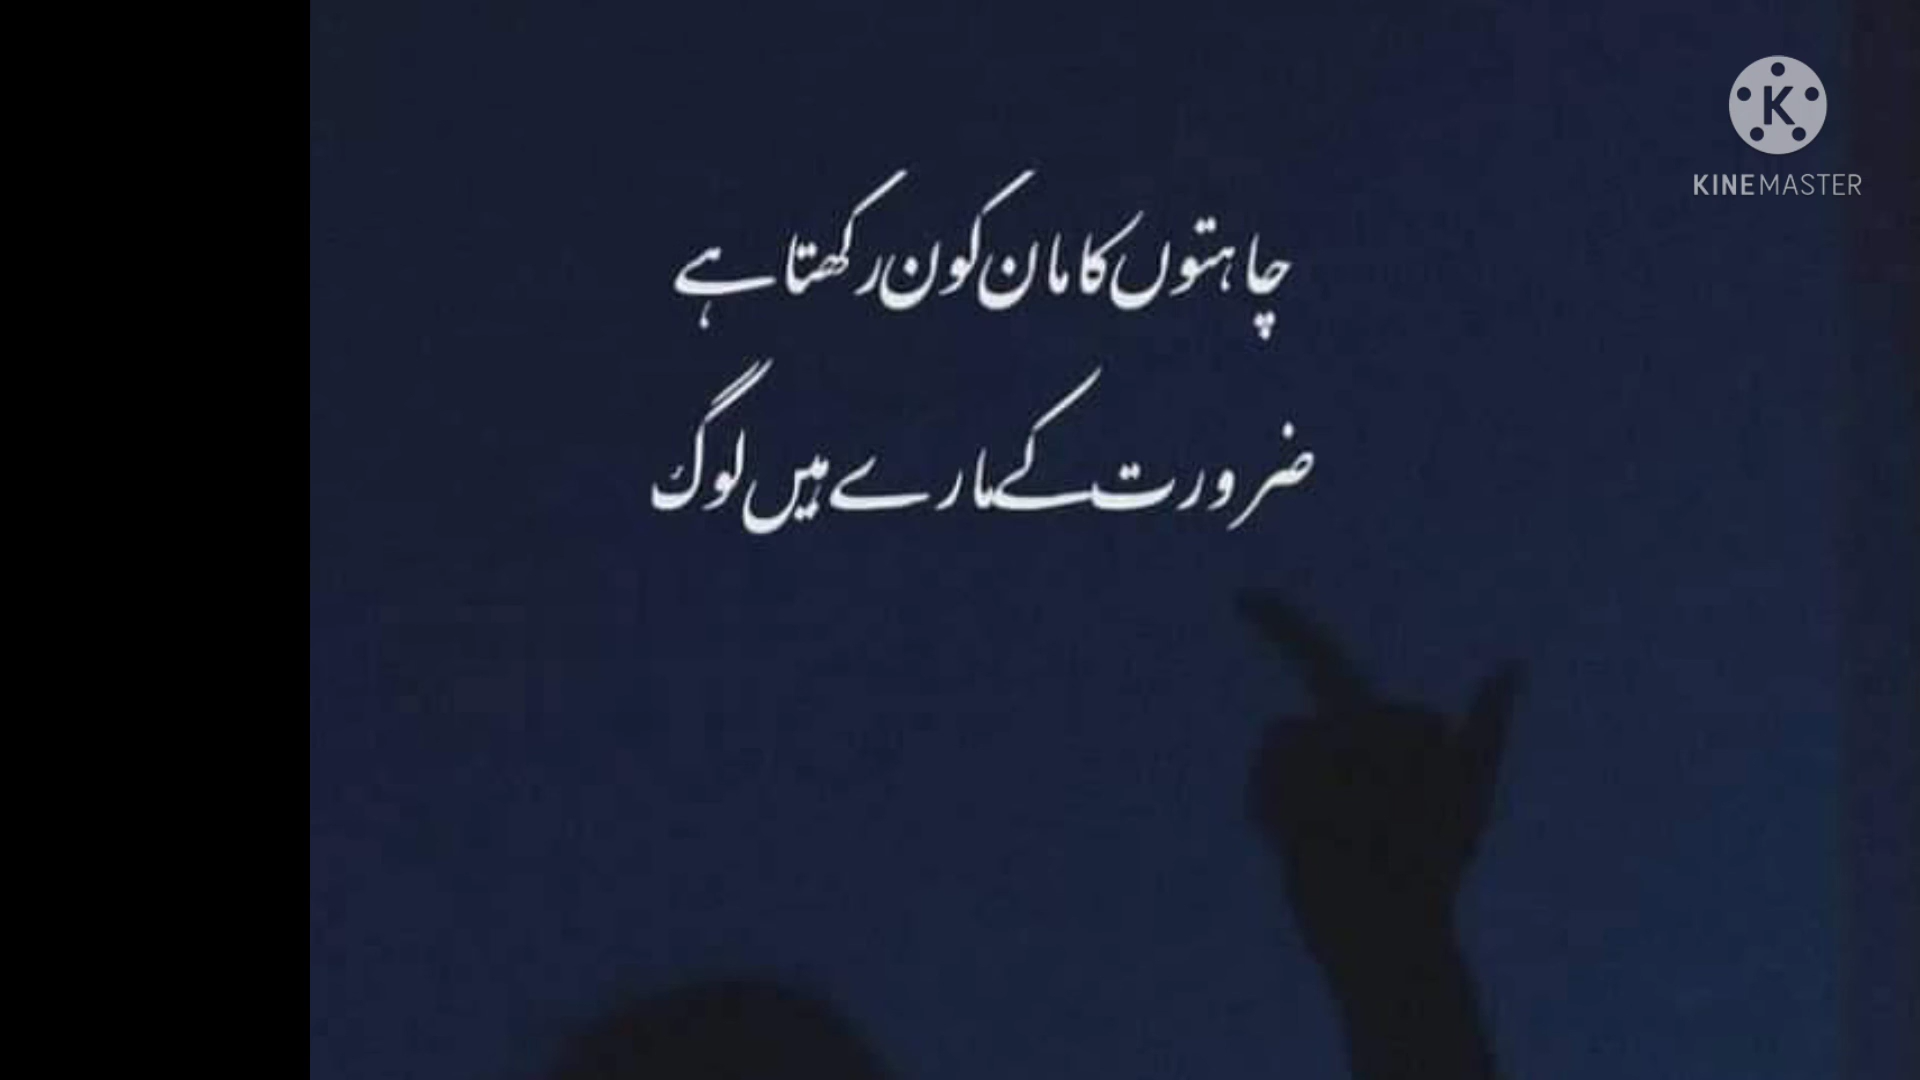 KINEMASTER
چاہتوں کا مان کون رکھتا ہے
ضرورت کے مارے ہیں لوگ